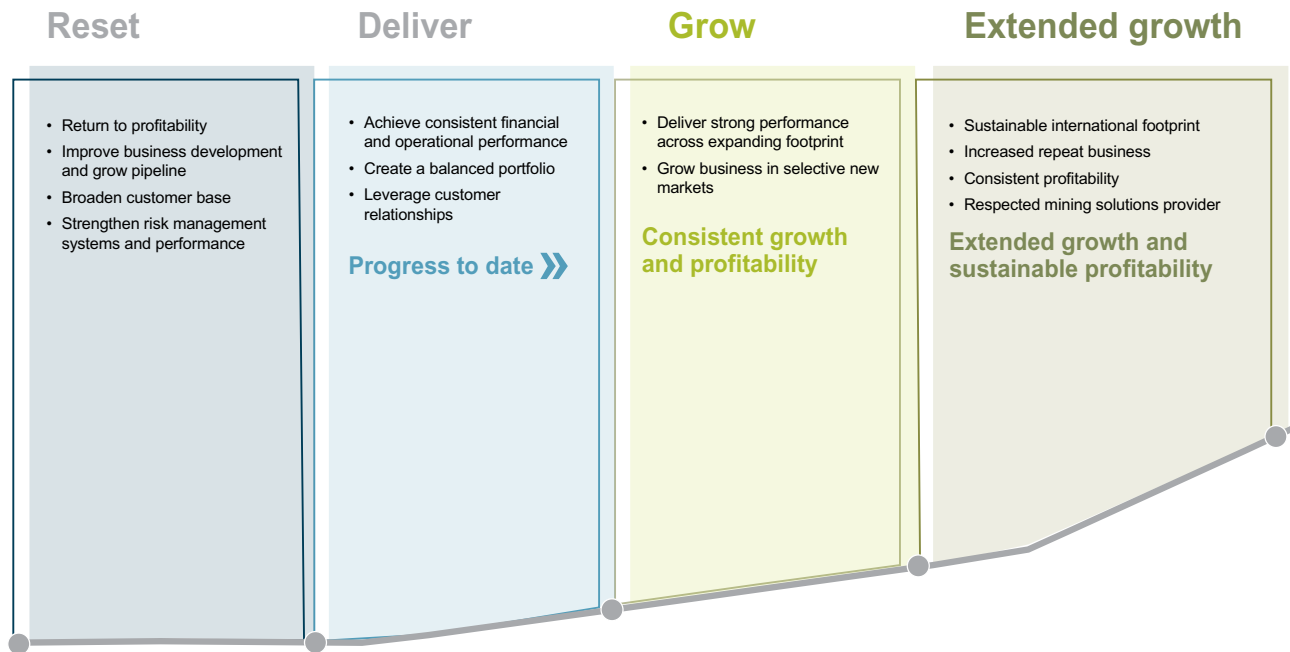 Reset
• Return to profitability
• Improve business development
and grow pipeline
• Broaden customer base
• Strengthen risk management
systems and performance
Deliver
• Achieve consistent financial
and operational performance
• Create a balanced portfolio
• Leverage customer
relationships
Progress to date
Grow
• Deliver strong performance
across expanding footprint
• Grow business in selective new
markets
Consistent growth
and profitability
Extended growth
• Sustainable international footprint
• Increased repeat business
• Consistent profitability
• Respected mining solutions provider
Extended growth and
sustainable profitability